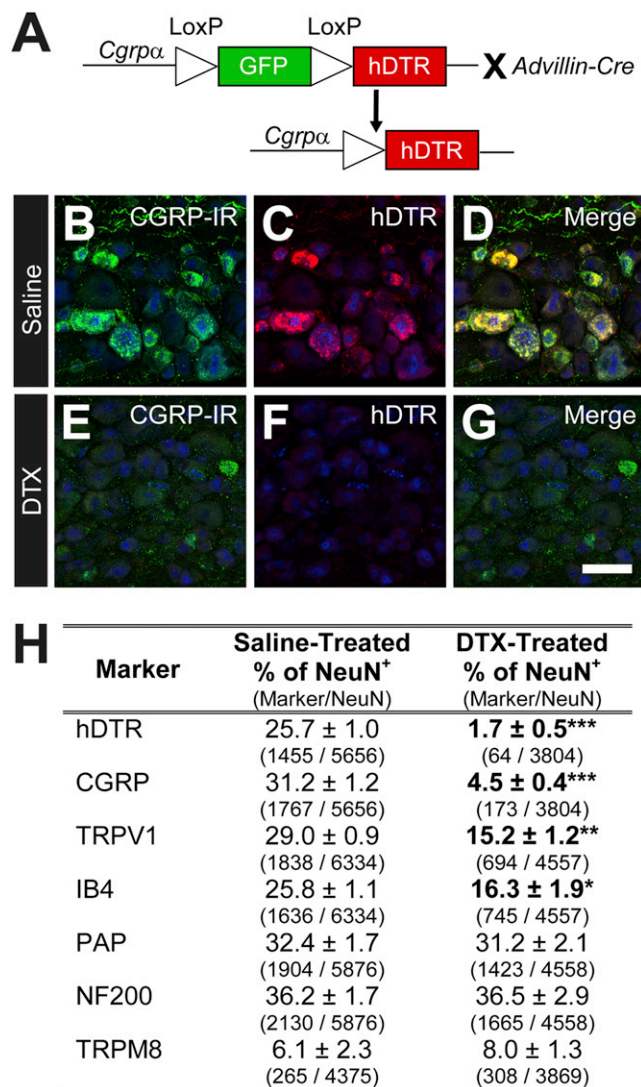 A
LoxP LoxP
Cgrpα GFP hDTR X Advillin-Cre
Cgrpα hDTR
Saline
B CGRP-IR C hDTR D Merge
DTX
E CGRP-IR F hDTR G Merge
H
Marker Saline-Treated DTX-Treated
% of NeuN⁺ % of NeuN⁺
(Marker/NeuN) (Marker/NeuN)
hDTR 25.7 ± 1.0 1.7 ± 0.5***
(1455 / 5656) (64 / 3804)
CGRP 31.2 ± 1.2 4.5 ± 0.4***
(1767 / 5656) (173 / 3804)
TRPV1 29.0 ± 0.9 15.2 ± 1.2**
(1838 / 6334) (694 / 4557)
IB4 25.8 ± 1.1 16.3 ± 1.9*
(1636 / 6334) (745 / 4557)
PAP 32.4 ± 1.7 31.2 ± 2.1
(1904 / 5876) (1423 / 4558)
NF200 36.2 ± 1.7 36.5 ± 2.9
(2130 / 5876) (1665 / 4558)
TRPM8 6.1 ± 2.3 8.0 ± 1.3
(265 / 4375) (308 / 3869)